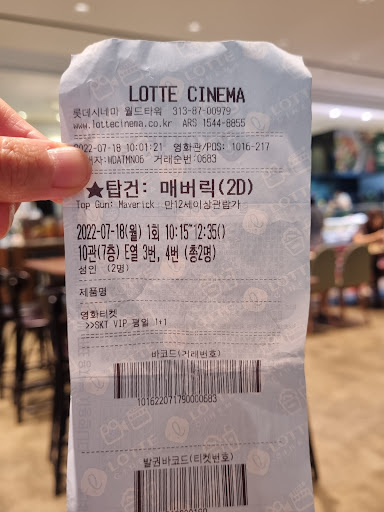 LOTTE CINEMA
롯데시네마 월드타워 313-87-00979
www.lottecinema.co.kr ARS 1544-8855
2022-07-18 10:01:21 영화관/POS: 1016-217
자:WDATMN06 거래순번:0683
★탑건: 매버릭(2D)
Top Gun: Maverick 만12세이상관람가
2022-07-18(월) 1회 10:15~12:35()
10관(7층) E열 3번, 4번 (총2명)
성인 (2명)
제품명
영화티켓
>>SKT VIP 평일 1+1
바코드(거래번호)
101622071790000683
발권바코드(티켓번호)